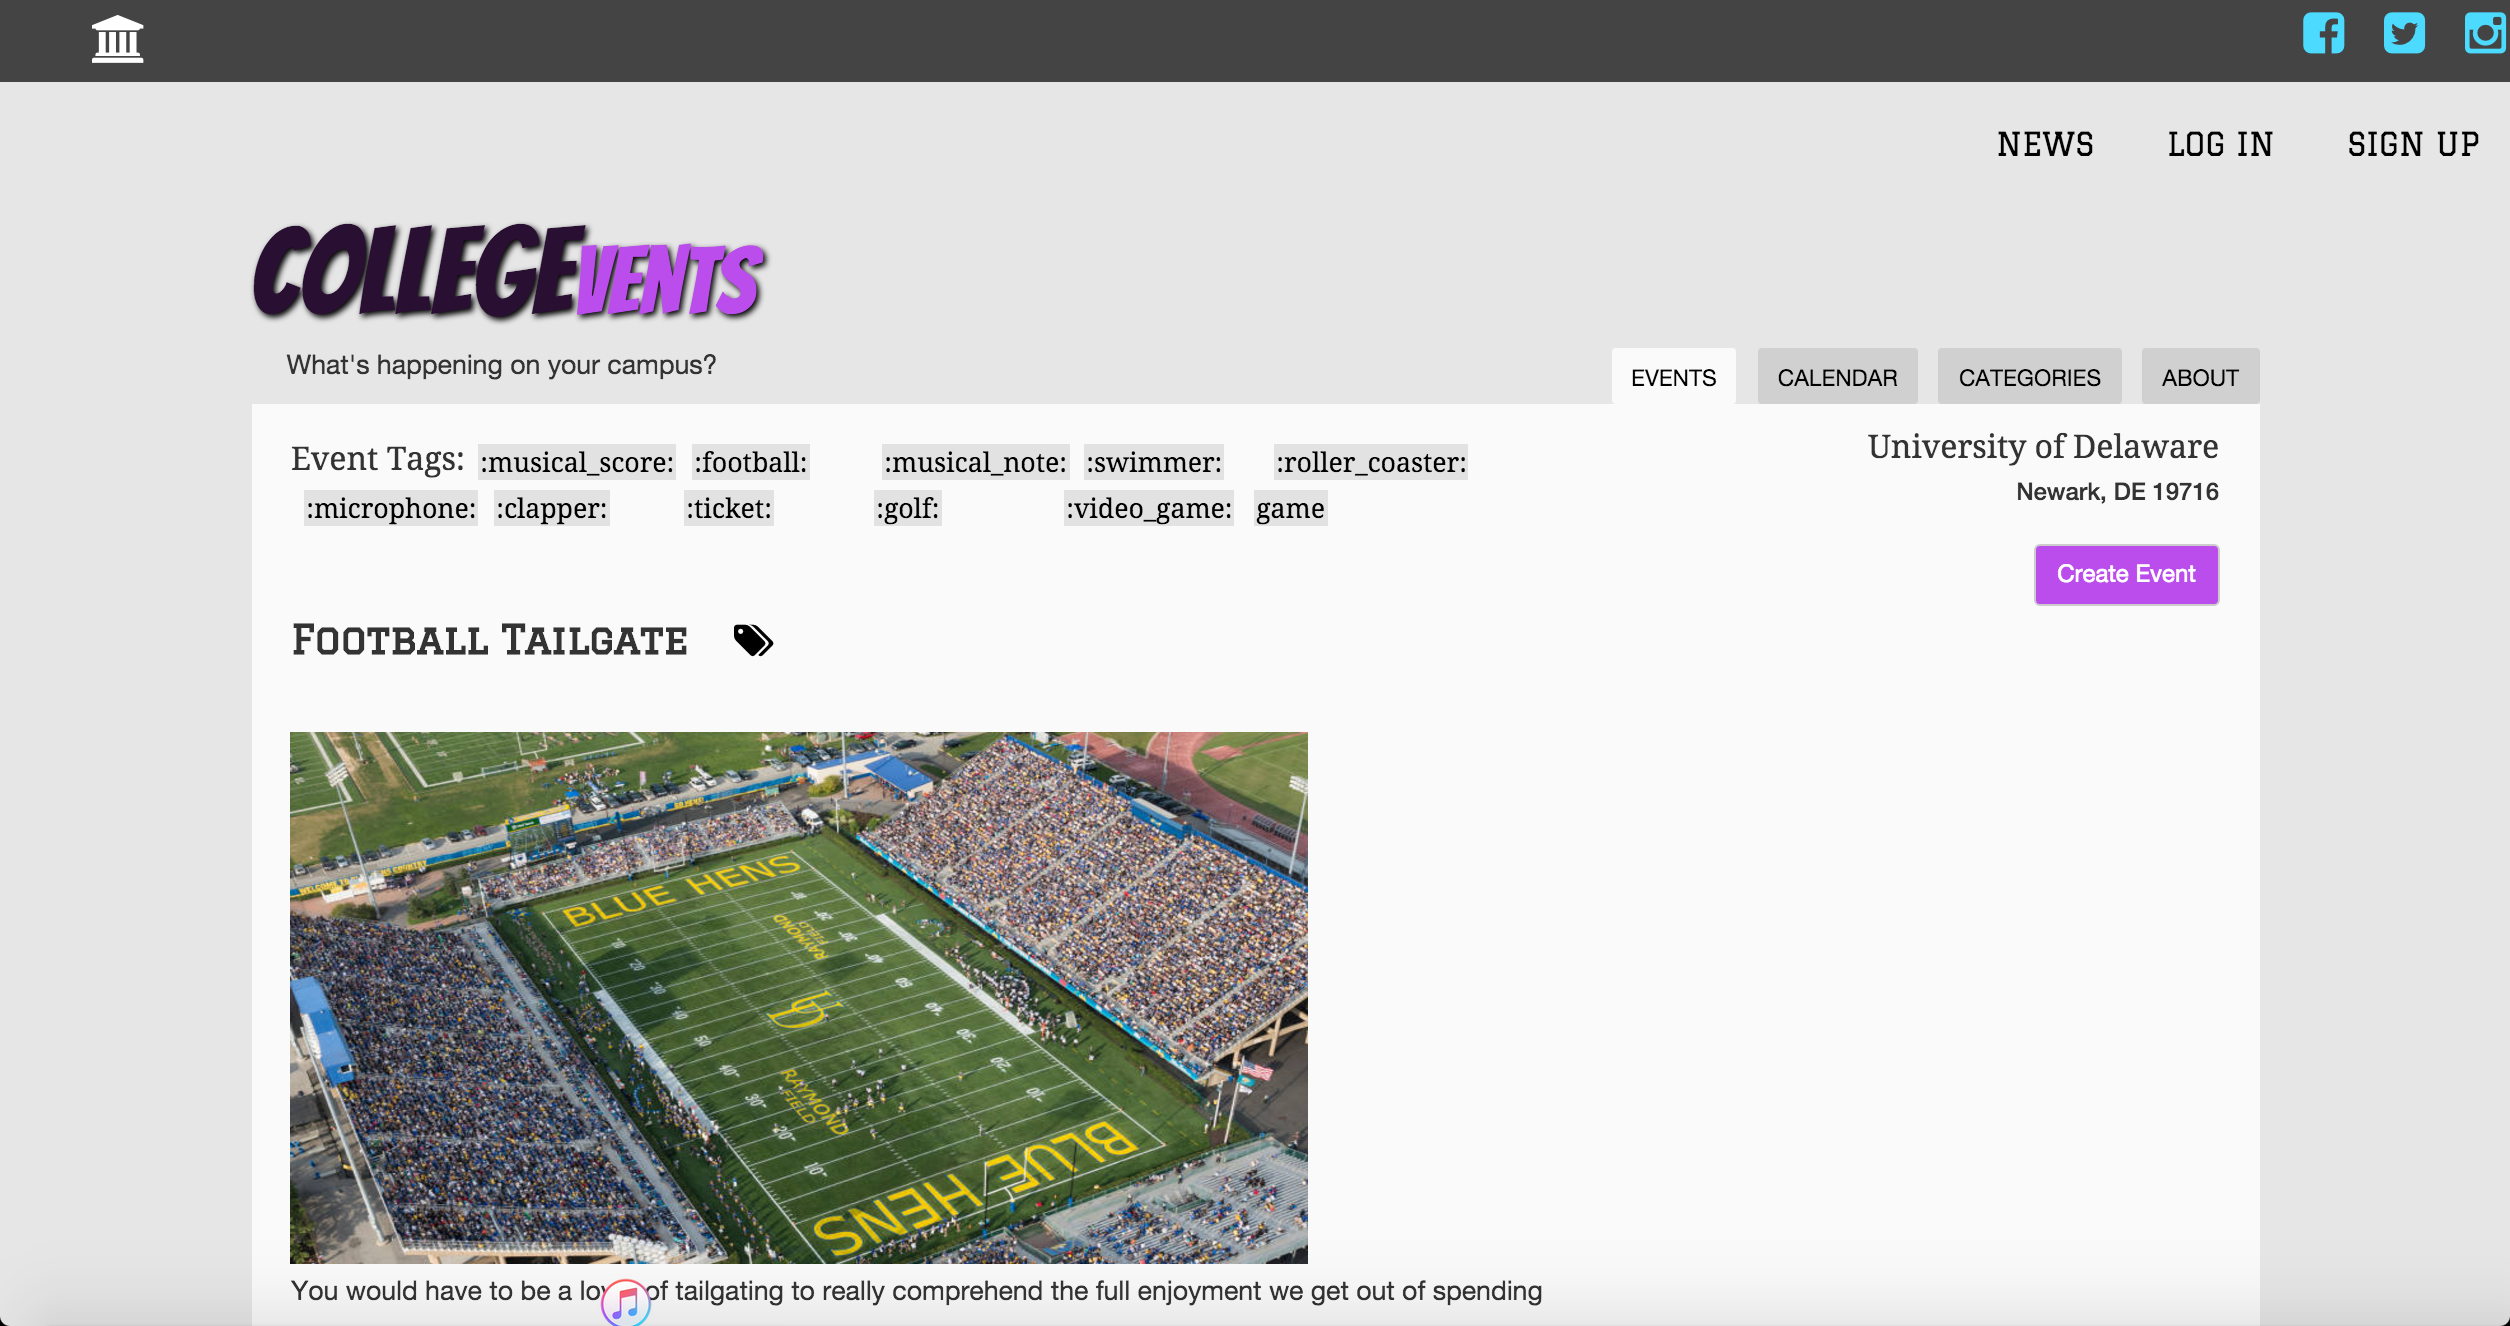 NEWS LOG IN SIGN UP
COLLEGEVENTS
What's happening on your campus?
EVENTS CALENDAR CATEGORIES ABOUT
Event Tags: :musical_score: :football: :musical_note: :swimmer: :roller_coaster:
:microphone: :clapper: :ticket: :golf: :video_game: game
University of Delaware
Newark, DE 19716
Create Event
FOOTBALL TAILGATE
BLUE HENS
RAYMOND
FIELD
UD
RAYMOND
FIELD
BLUE HENS
You would have to be a of tailgating to really comprehend the full enjoyment we get out of spending